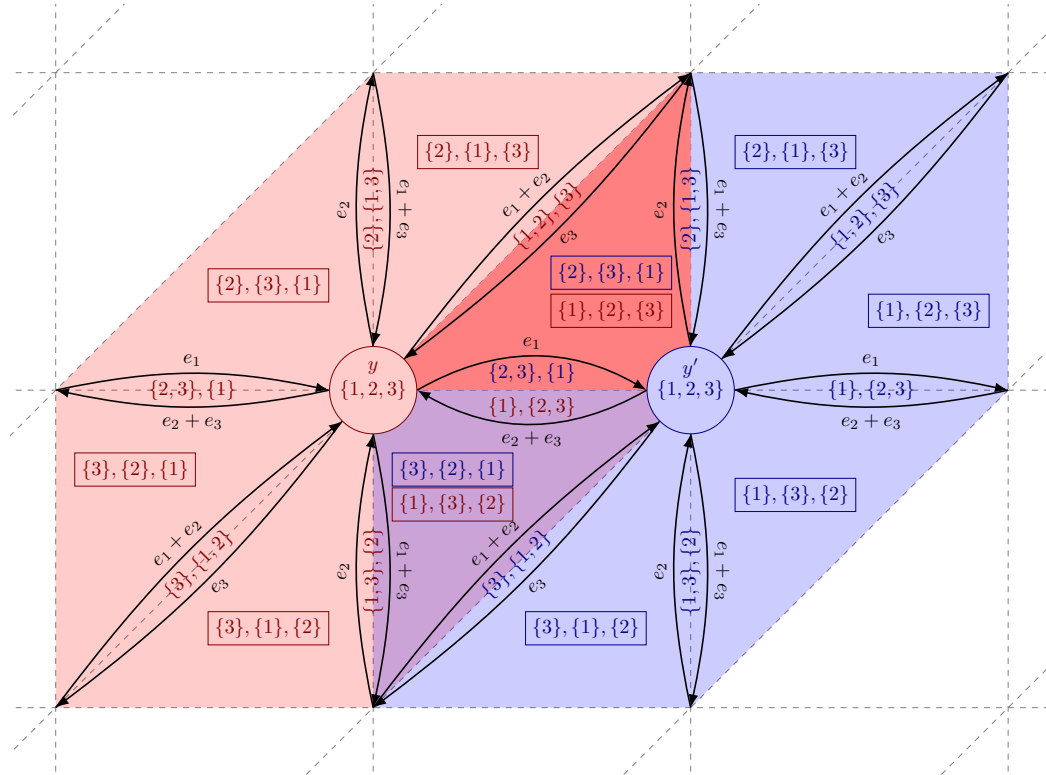 {2}, {1}, {3}
{2}, {1}, {3}
e₂
{2}, {1, 3}
e₁ + e₃
e₁ + e₂
{1, 2}, {3}
e₃
e₂
{2}, {1, 3}
e₁ + e₃
e₁ + e₂
{1, 2}, {3}
e₃
{2}, {3}, {1}
{2}, {3}, {1}
{1}, {2}, {3}
{1}, {2}, {3}
e₁
{2, 3}, {1}
e₂ + e₃
y
{1, 2, 3}
e₁
{2, 3}, {1}
{1}, {2, 3}
e₂ + e₃
y′
{1, 2, 3}
e₁
{1}, {2, 3}
e₂ + e₃
{3}, {2}, {1}
{3}, {2}, {1}
{1}, {3}, {2}
{1}, {3}, {2}
e₁ + e₂
{3}, {1, 2}
e₃
e₂
{1, 3}, {2}
e₁ + e₃
e₁ + e₂
{3}, {1, 2}
e₃
e₂
{1, 3}, {2}
e₁ + e₃
{3}, {1}, {2}
{3}, {1}, {2}